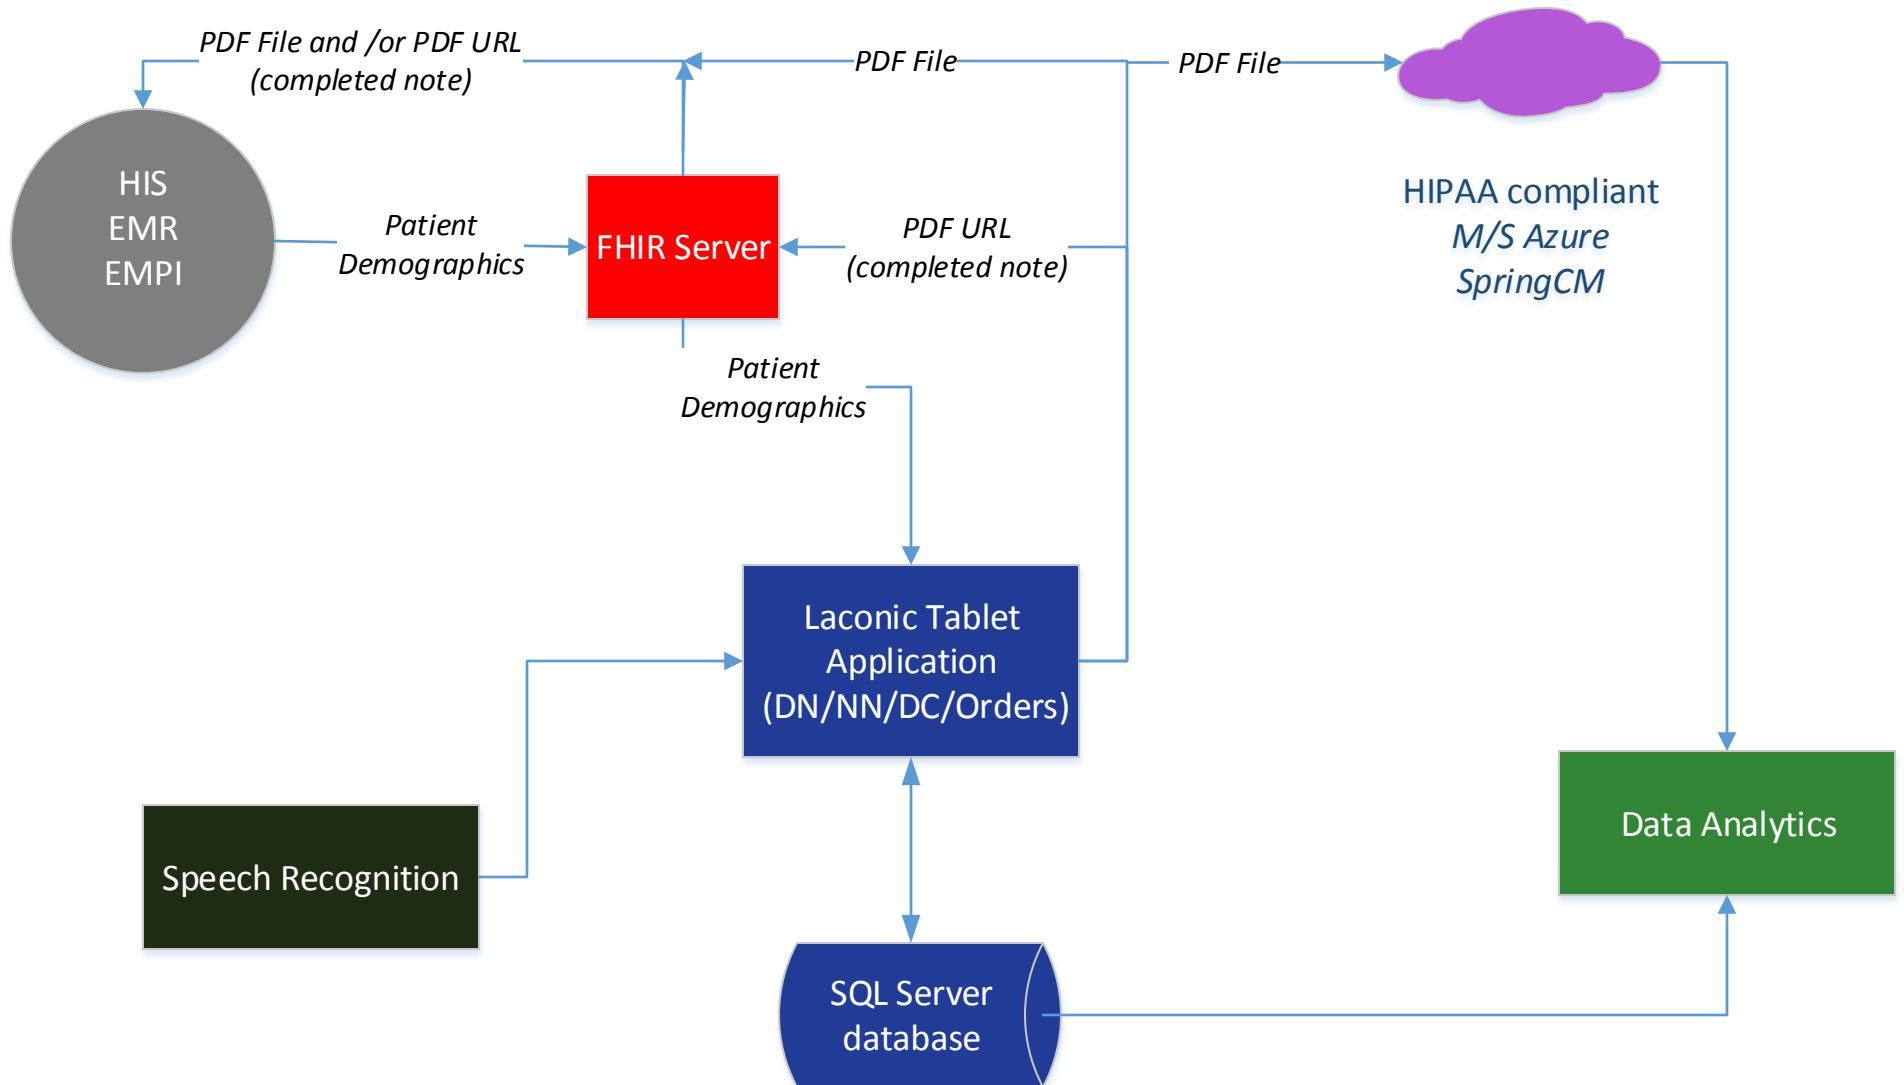 PDF File and /or PDF URL
(completed note)
PDF File
PDF File
HIS
EMR
EMPI
Patient
Demographics
FHIR Server
PDF URL
(completed note)
HIPAA compliant
M/S Azure
SpringCM
Patient
Demographics
Laconic Tablet
Application
(DN/NN/DC/Orders)
Speech Recognition
Data Analytics
SQL Server
database